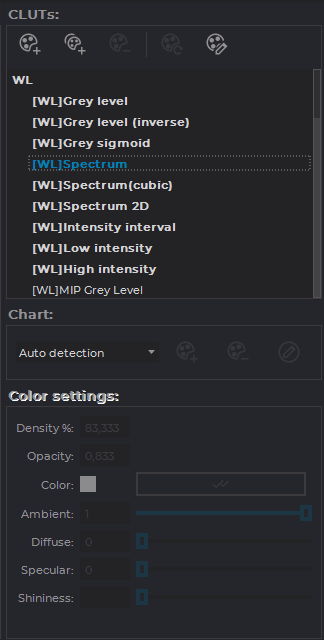 CLUTs:
WL
[WL]Grey level
[WL]Grey level (inverse)
[WL]Grey sigmoid
[WL]Spectrum
[WL]Spectrum(cubic)
[WL]Spectrum 2D
[WL]Intensity interval
[WL]Low intensity
[WL]High intensity
[WL]MIP Grey Level
Chart:
Auto detection
Color settings:
Density %: 83,333
Opacity: 0,833
Color:
Ambient: 1
Diffuse: 0
Specular: 0
Shininess: